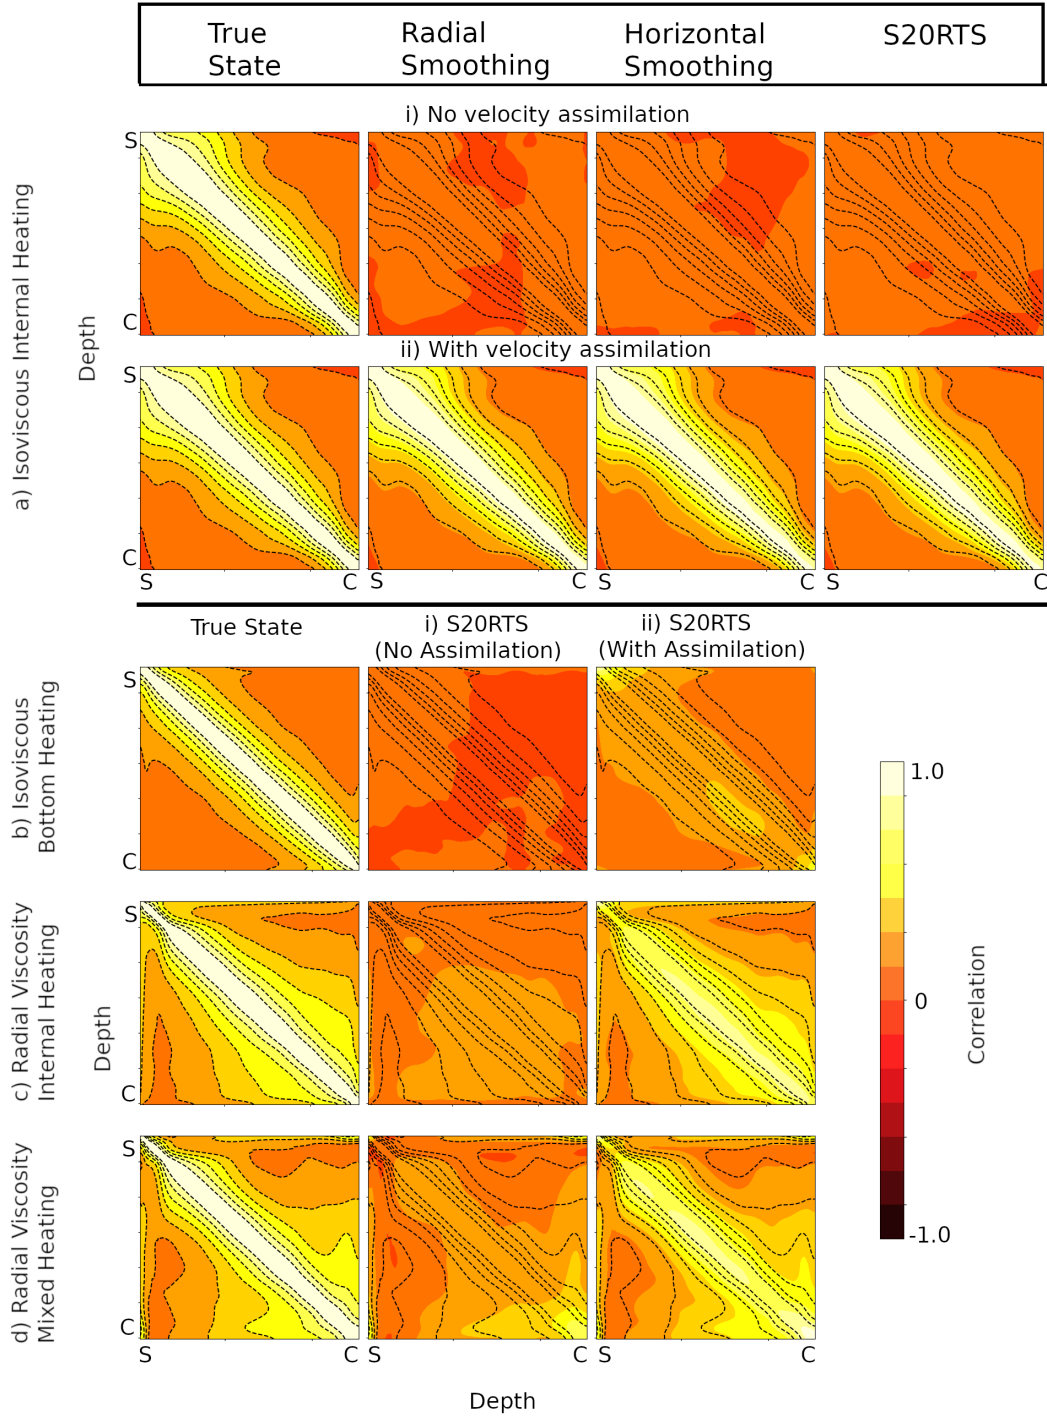 True
State
Radial
Smoothing
Horizontal
Smoothing
S20RTS
i) No velocity assimilation
S
C
a) Isoviscous Internal Heating
Depth
ii) With velocity assimilation
S
C
S
C
S
C
S
C
S
C
True State
i) S20RTS
(No Assimilation)
ii) S20RTS
(With Assimilation)
S
C
b) Isoviscous
Bottom Heating
S
C
c) Radial Viscosity
Internal Heating
Depth
S
C
d) Radial Viscosity
Mixed Heating
S
C
S
C
S
C
Depth
1.0
0
-1.0
Correlation